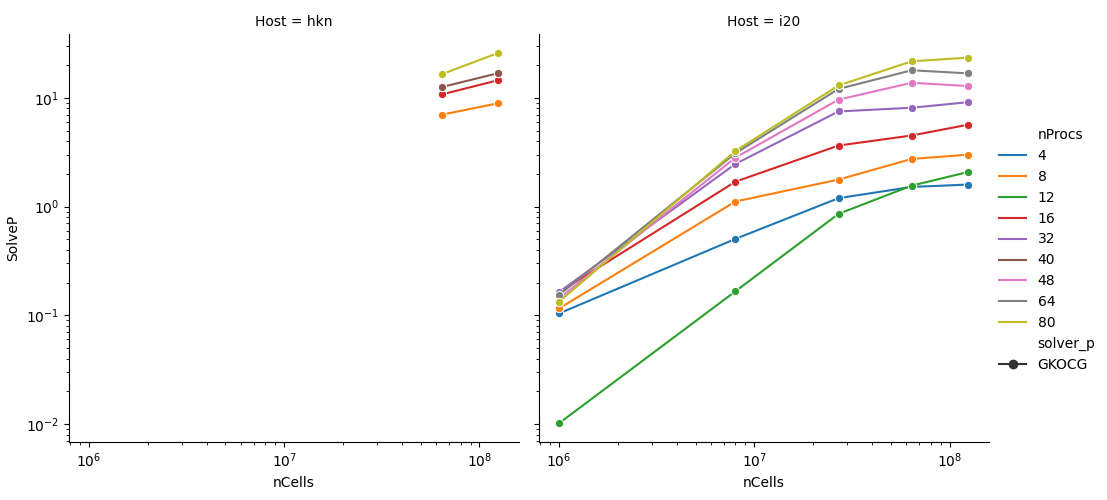 Host = hkn
Host = i20
SolveP
10¹
10⁰
10⁻¹
10⁻²
10⁶
10⁷
10⁸
10⁶
10⁷
10⁸
nCells
nCells
nProcs
4
8
12
16
32
40
48
64
80
solver_p
GKOCG